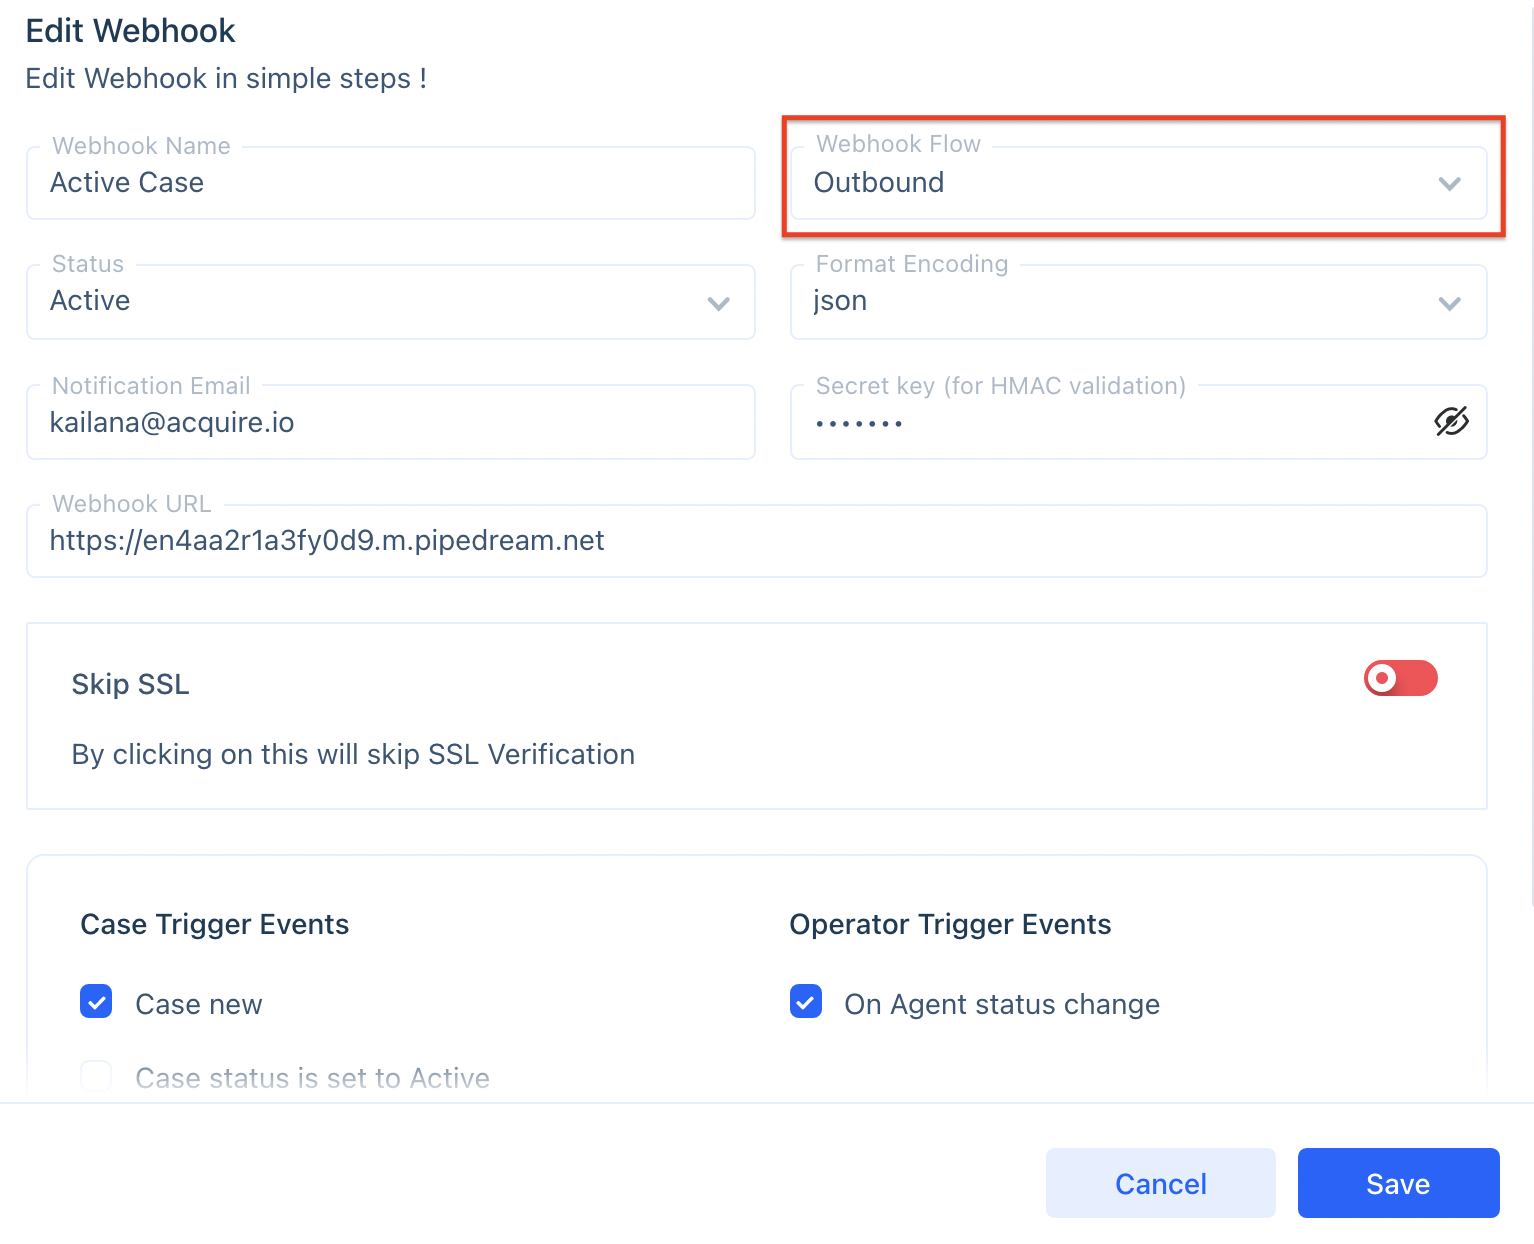 Edit Webhook
Edit Webhook in simple steps !
Webhook Name
Active Case
Webhook Flow
Outbound
Status
Active
Format Encoding
json
Notification Email
kailana@acquire.io
Secret key (for HMAC validation)
•••••••
Webhook URL
https://en4aa2r1a3fy0d9.m.pipedream.net
Skip SSL
By clicking on this will skip SSL Verification
Case Trigger Events
Operator Trigger Events
Case new
On Agent status change
Case status is set to Active
Cancel
Save